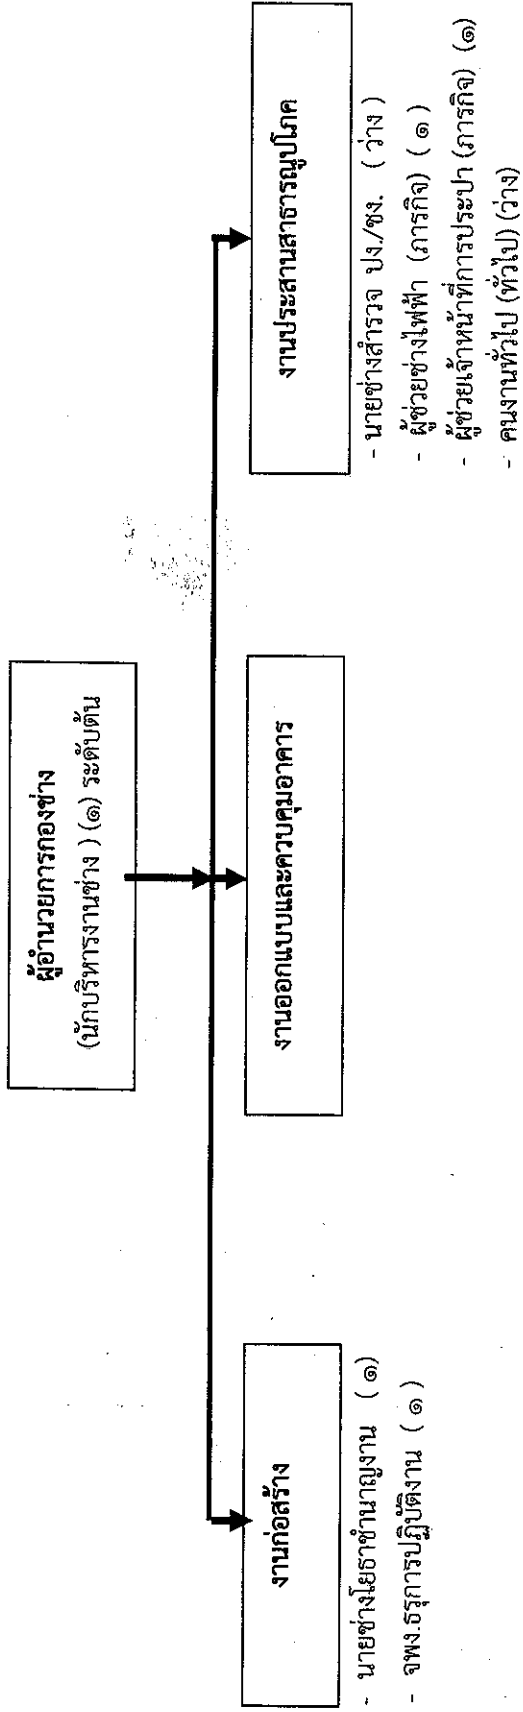 ผู้อำนวยการกองช่าง
(นักบริหารงานช่าง ) (๑) ระดับต้น
งานก่อสร้าง
- นายช่างโยธาชำนาญงาน ( ๑)
- จพง.ธุรการปฏิบัติงาน ( ๑ )
งานออกแบบและควบคุมอาคาร
งานประสานสาธารณูปโภค
- นายช่างสำรวจ ปง./ชง. ( ว่าง )
- ผู้ช่วยช่างไฟฟ้า (ภารกิจ) ( ๑ )
- ผู้ช่วยเจ้าหน้าที่การประปา (ภารกิจ) (๑)
- คนงานทั่วไป (ทั่วไป) (ว่าง)